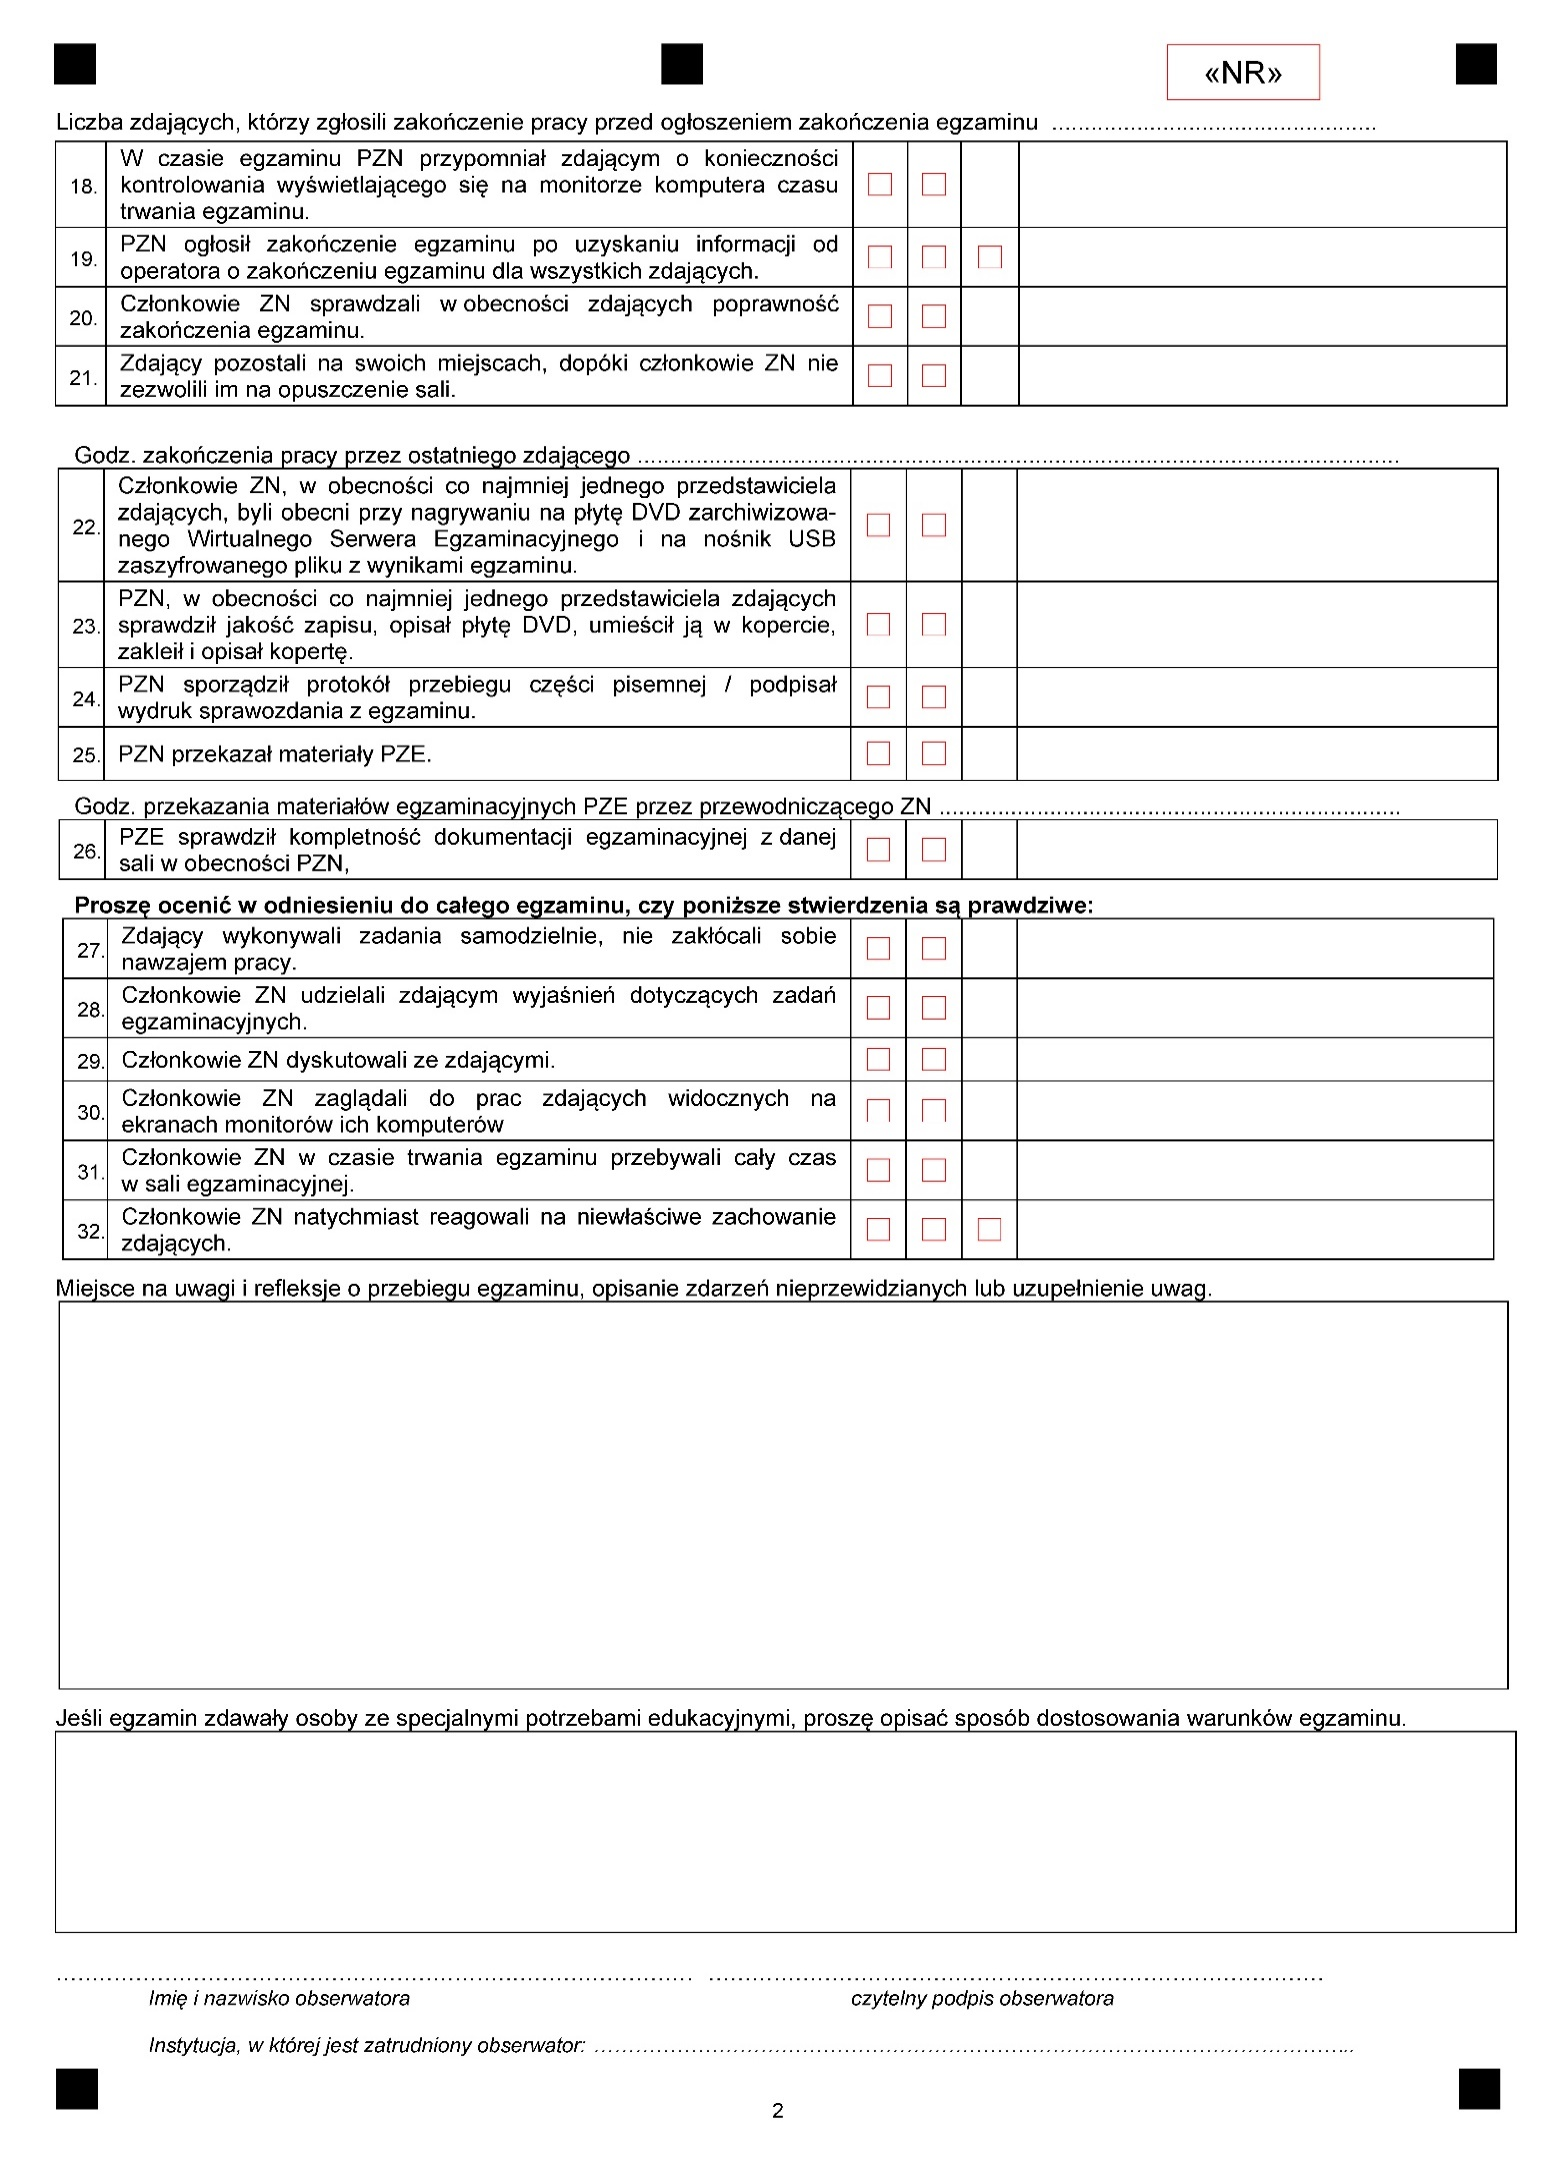 «NR»
Liczba zdających, którzy zgłosili zakończenie pracy przed ogłoszeniem zakończenia egzaminu ..................................................
18. W czasie egzaminu PZN przypomniał zdającym o konieczności
kontrolowania wyświetlającego się na monitorze komputera czasu
trwania egzaminu.
19. PZN ogłosił zakończenie egzaminu po uzyskaniu informacji od
operatora o zakończeniu egzaminu dla wszystkich zdających.
20. Członkowie ZN sprawdzali w obecności zdających poprawność
zakończenia egzaminu.
21. Zdający pozostali na swoich miejscach, dopóki członkowie ZN nie
zezwolili im na opuszczenie sali.
Godz. zakończenia pracy przez ostatniego zdającego ....................................................................................................................
22. Członkowie ZN, w obecności co najmniej jednego przedstawiciela
zdających, byli obecni przy nagrywaniu na płytę DVD zarchiwizowa-
nego Wirtualnego Serwera Egzaminacyjnego i na nośnik USB
zaszyfrowanego pliku z wynikami egzaminu.
23. PZN, w obecności co najmniej jednego przedstawiciela zdających
sprawdził jakość zapisu, opisał płytę DVD, umieścił ją w kopercie,
zakleił i opisał kopertę.
24. PZN sporządził protokół przebiegu części pisemnej / podpisał
wydruk sprawozdania z egzaminu.
25. PZN przekazał materiały PZE.
Godz. przekazania materiałów egzaminacyjnych PZE przez przewodniczącego ZN ......................................................................
26. PZE sprawdził kompletność dokumentacji egzaminacyjnej z danej
sali w obecności PZN,
Proszę ocenić w odniesieniu do całego egzaminu, czy poniższe stwierdzenia są prawdziwe:
27. Zdający wykonywali zadania samodzielnie, nie zakłócali sobie
nawzajem pracy.
28. Członkowie ZN udzielali zdającym wyjaśnień dotyczących zadań
egzaminacyjnych.
29. Członkowie ZN dyskutowali ze zdającymi.
30. Członkowie ZN zaglądali do prac zdających widocznych na
ekranach monitorów ich komputerów
31. Członkowie ZN w czasie trwania egzaminu przebywali cały czas
w sali egzaminacyjnej.
32. Członkowie ZN natychmiast reagowali na niewłaściwe zachowanie
zdających.
Miejsce na uwagi i refleksje o przebiegu egzaminu, opisanie zdarzeń nieprzewidzianych lub uzupełnienie uwag.
Jeśli egzamin zdawały osoby ze specjalnymi potrzebami edukacyjnymi, proszę opisać sposób dostosowania warunków egzaminu.
.......................................................................................... .......................................................................................
Imię i nazwisko obserwatora czytelny podpis obserwatora
Instytucja, w której jest zatrudniony obserwator: ..............................................................................................................
2